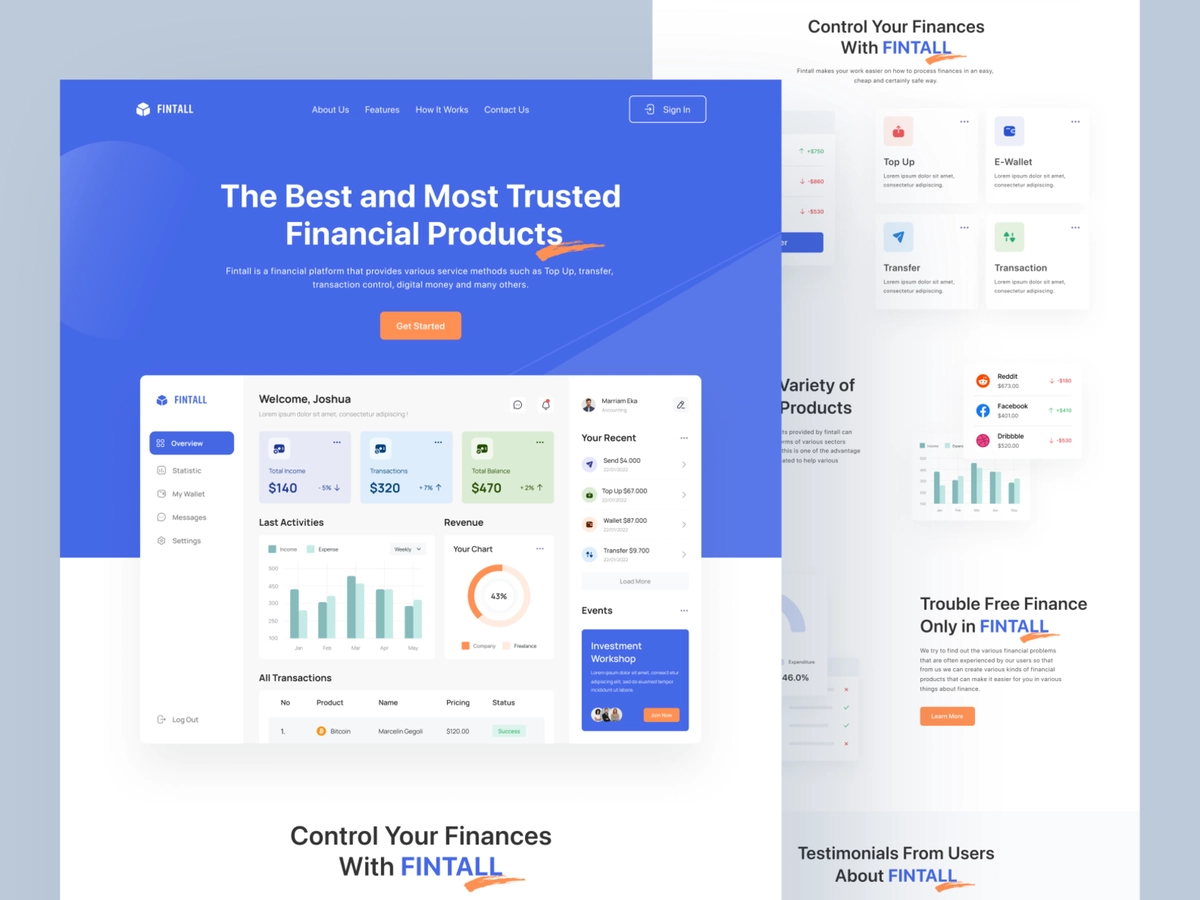 FINTALL
About Us
Features
How It Works
Contact Us
Sign In
The Best and Most Trusted
Financial Products
Fintall is a financial platform that provides various service methods such as Top Up, transfer,
transaction control, digital money and many others.
Get Started
FINTALL
Overview
Statistic
My Wallet
Messages
Settings
Log Out
Welcome, Joshua
Lorem ipsum dolor sit amet, consectetur adipiscing !
Total Income
$140
- 5%
Transactions
$320
+ 7%
Total Balance
$470
+ 2%
Last Activities
Income
Expense
Weekly
500
450
300
250
100
Jan
Feb
Mar
Apr
May
Revenue
Your Chart
43%
Company
Freelance
All Transactions
No
Product
Name
Pricing
Status
1.
Bitcoin
Marcelin Gegoli
$120.00
Success
Marriam Eka
Accounting
Your Recent
Send $4.000
22/01/2022
Top Up $67.000
22/01/2022
Wallet $87.000
22/01/2022
Transfer $9.700
22/01/2022
Load More
Events
Investment
Workshop
Lorem ipsum dolor sit amet, consect etur
adipiscing elit, sed do eiusmod tempor
incididunt ut labore.
Join Now
Control Your Finances
With FINTALL
Control Your Finances
With FINTALL
Fintall makes your work easier on how to process finances in an easy,
cheap and certainly safe way.
+$750
-$860
-$530
er
Top Up
Lorem ipsum dolor sit amet,
consectetur adipiscing.
E-Wallet
Lorem ipsum dolor sit amet,
consectetur adipiscing.
Transfer
Lorem ipsum dolor sit amet,
consectetur adipiscing.
Transaction
Lorem ipsum dolor sit amet,
consectetur adipiscing.
Variety of
Products
cts provided by fintall can
rms of various sectors
this is one of the advantage
ated to help various
Reddit
$673.00
-$180
Facebook
$401.00
+$410
Dribbble
$520.00
-$530
Income
Jan
Feb
Mar
Apr
May
Expenditure
46.0%
Trouble Free Finance
Only in FINTALL
We try to find out the various financial problems
that are often experienced by our users so that
from us we can create various kinds of financial
products that can make it easier for you in various
things about finance.
Learn More
Testimonials From Users
About FINTALL